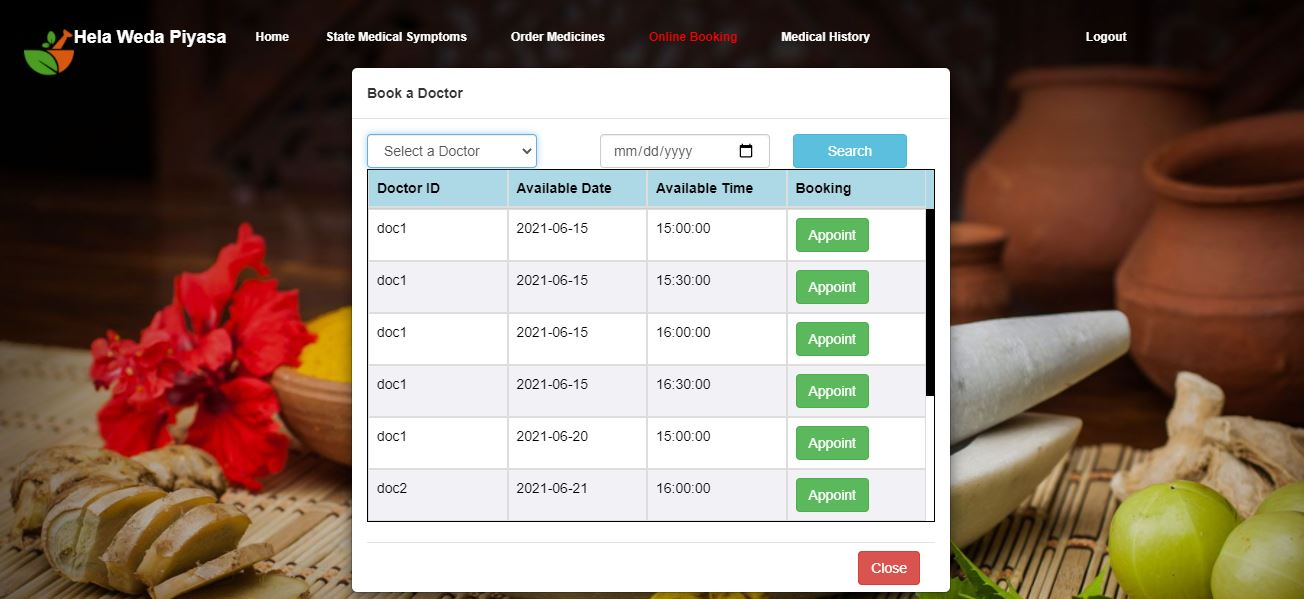 Hela Weda Piyasa Home State Medical Symptoms Order Medicines Online Booking Medical History Logout
Book a Doctor
Select a Doctor mm/dd/yyyy Search
Doctor ID Available Date Available Time Booking
doc1 2021-06-15 15:00:00 Appoint
doc1 2021-06-15 15:30:00 Appoint
doc1 2021-06-15 16:00:00 Appoint
doc1 2021-06-15 16:30:00 Appoint
doc1 2021-06-20 15:00:00 Appoint
doc2 2021-06-21 16:00:00 Appoint
Close